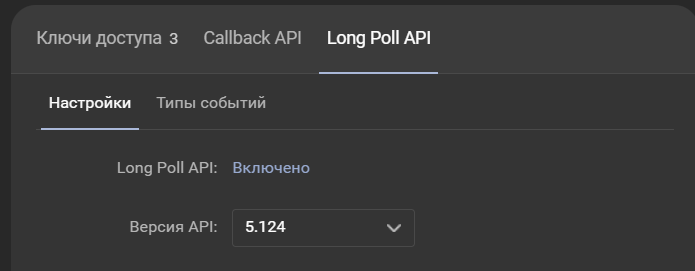 Ключи доступа 3 Callback API Long Poll API
Настройки Типы событий
Long Poll API: Включено
Версия API: 5.124